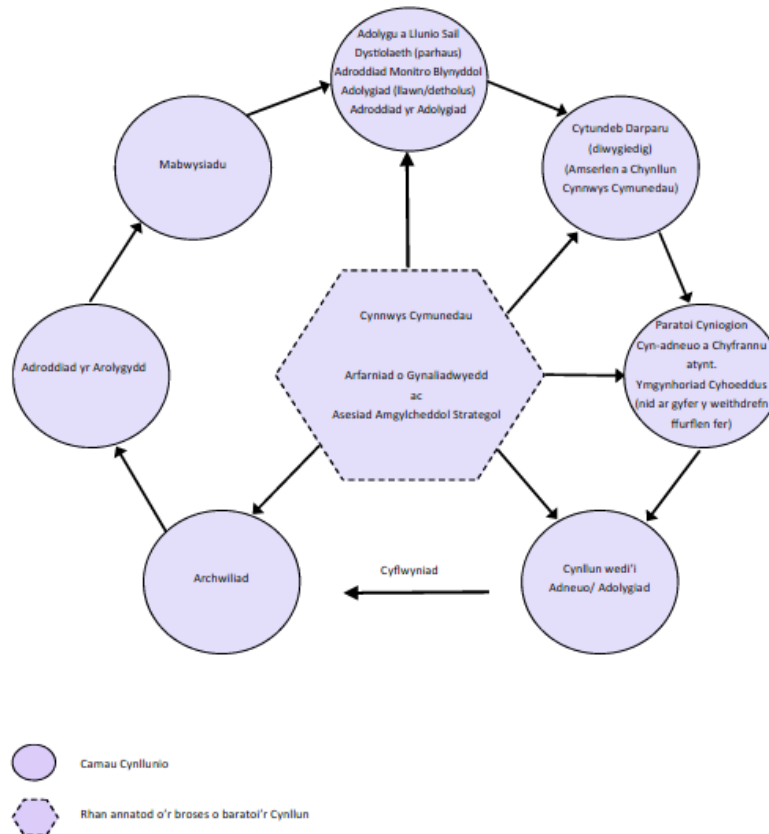 Adolygu a Llunio Sail
Dystiolaeth (parhaus)
Adroddiad Monitro Blynyddol
Adolygiad (llawn/detholus)
Adroddiad yr Adolygiad
Cytundeb Darparu
(diwygiedig)
(Amserlen a Chynllun
Cynnwys Cymunedau)
Mabwysiadu
Cynnwys Cymunedau
Arfarniad o Gynaliadwyedd
ac
Asesiad Amgylcheddol Strategol
Paratoi Cyniogion
Cyn-adneuo a Chyfrannu
atynt.
Ymgynhoriad Cyhoeddus
(nid ar gyfer y weithdrefn
ffurflen fer)
Adroddiad yr Arolygydd
Archwiliad
Cyflwyniad
Cynllun wedi'i
Adneuo/ Adolygiad
Camau Cynllunio
Rhan annatod o'r broses o baratoi'r Cynllun